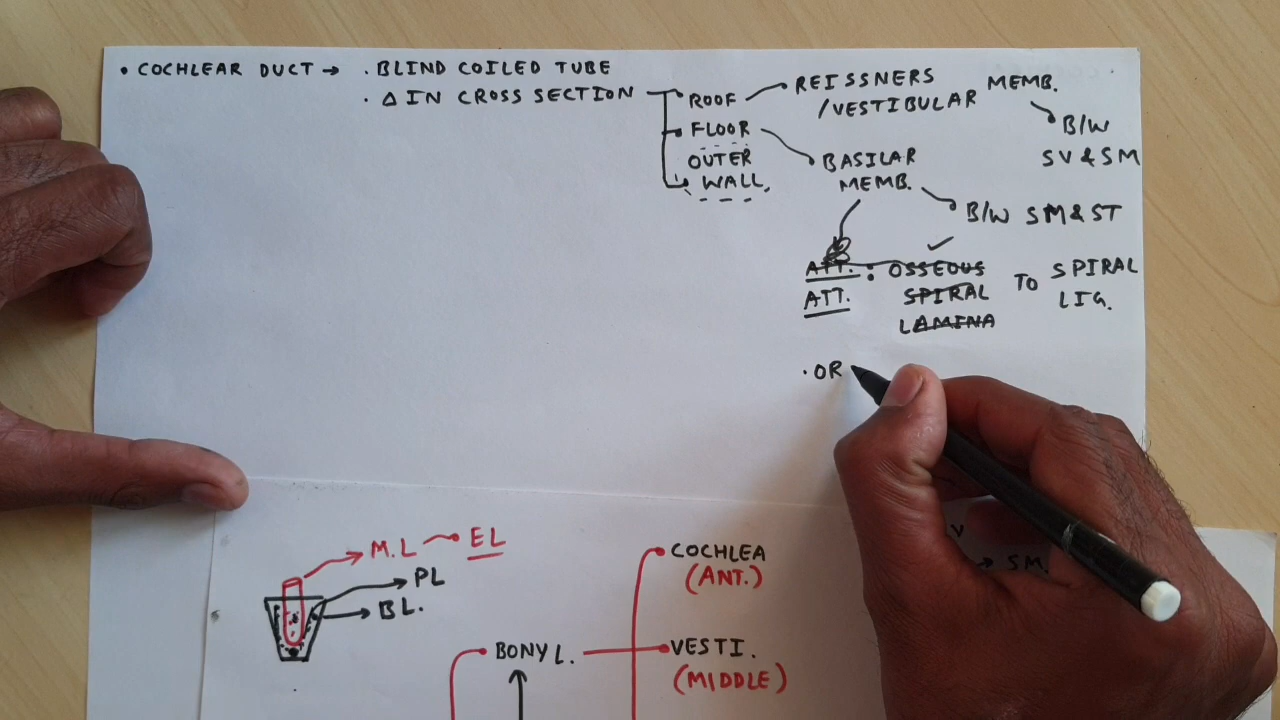 • COCHLEAR DUCT → . BLIND COILED TUBE
. Δ IN CROSS SECTION
ROOF
REISSNERS MEMB.
/VESTIBULAR
B/W
SV & SM
FLOOR
BASILAR
MEMB.
B/W SM & ST
OUTER
WALL.
ATT. : OSSEOUS TO SPIRAL
ATT. SPIRAL LIG.
LAMINA
. OR
M.L EL
PL
BL.
COCHLEA
(ANT.)
BONY L.
VESTI.
(MIDDLE)
V
→ SM.